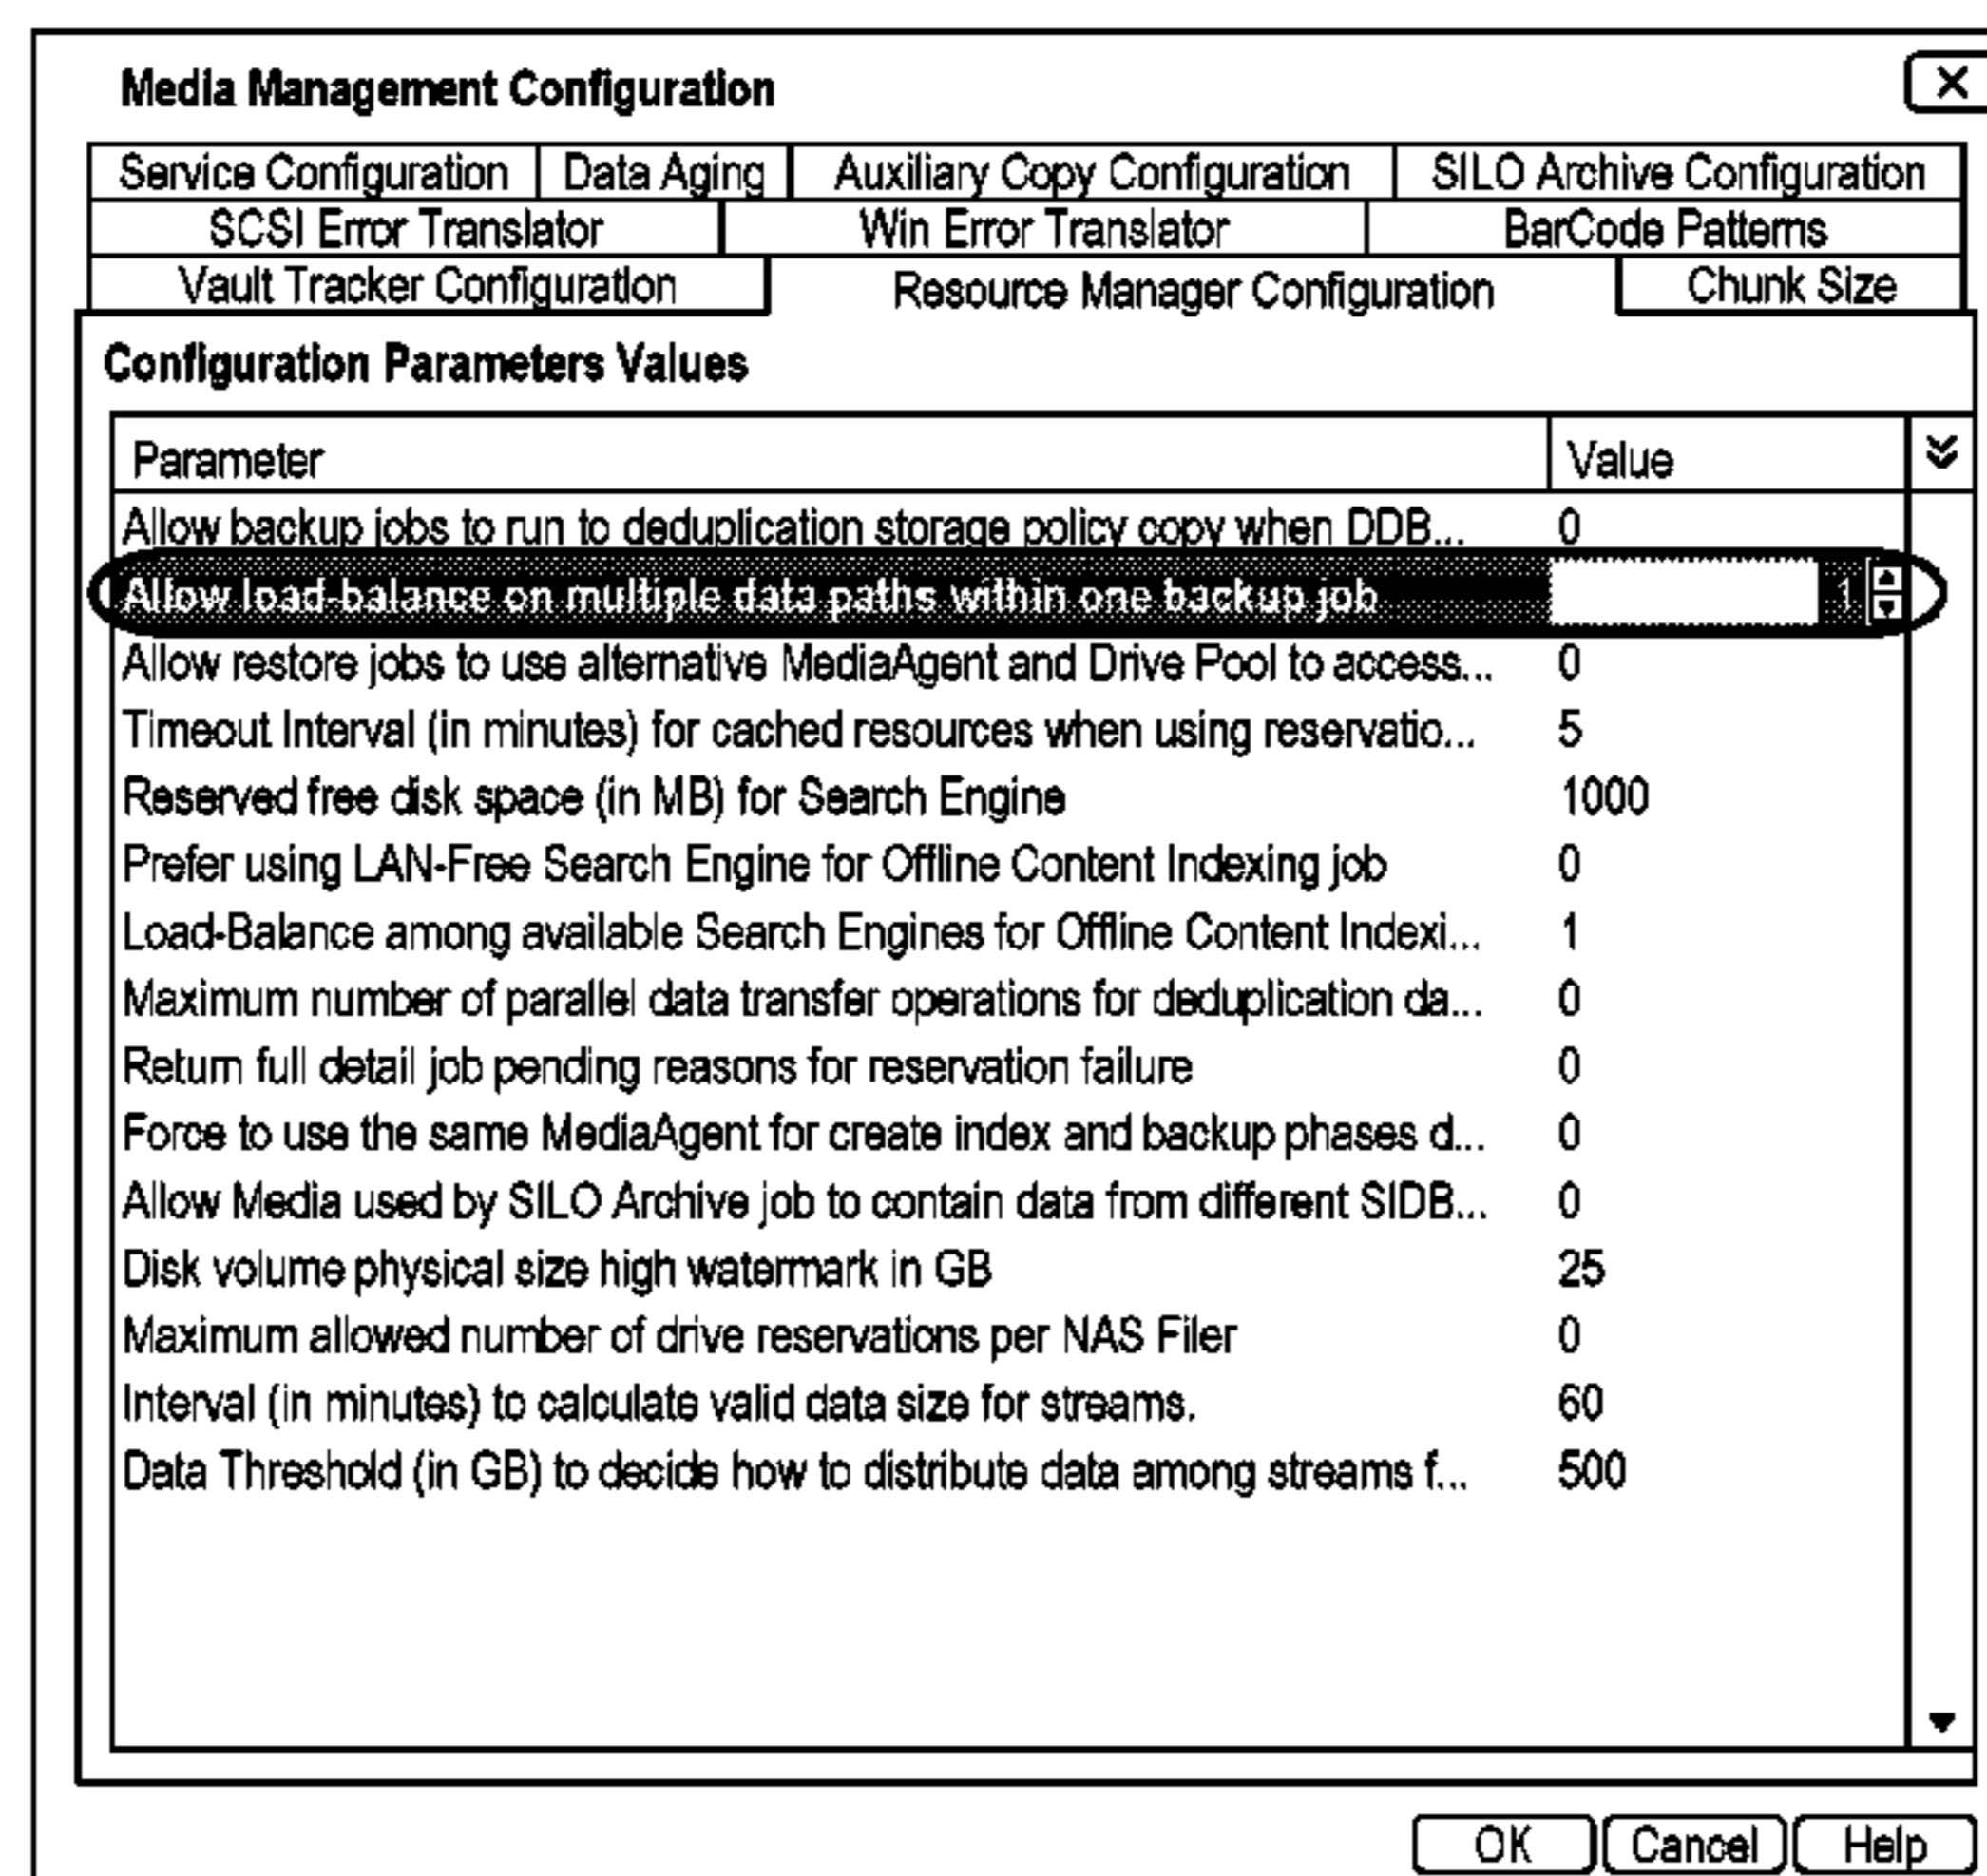 Media Management Configuration
Service Configuration Data Aging Auxiliary Copy Configuration SILO Archive Configuration
SCSI Error Translator Win Error Translator BarCode Patterns
Vault Tracker Configuration Resource Manager Configuration Chunk Size
Configuration Parameters Values
Parameter Value
Allow backup jobs to run to deduplication storage policy copy when DDB... 0
Allow load-balance on multiple data paths within one backup job 1
Allow restore jobs to use alternative MediaAgent and Drive Pool to access... 0
Timeout Interval (in minutes) for cached resources when using reservatio... 5
Reserved free disk space (in MB) for Search Engine 1000
Prefer using LAN-Free Search Engine for Offline Content Indexing job 0
Load-Balance among available Search Engines for Offline Content Indexi... 1
Maximum number of parallel data transfer operations for deduplication da... 0
Return full detail job pending reasons for reservation failure 0
Force to use the same MediaAgent for create index and backup phases d... 0
Allow Media used by SILO Archive job to contain data from different SIDB... 0
Disk volume physical size high watermark in GB 25
Maximum allowed number of drive reservations per NAS Filer 0
Interval (in minutes) to calculate valid data size for streams. 60
Data Threshold (in GB) to decide how to distribute data among streams f... 500
OK Cancel Help